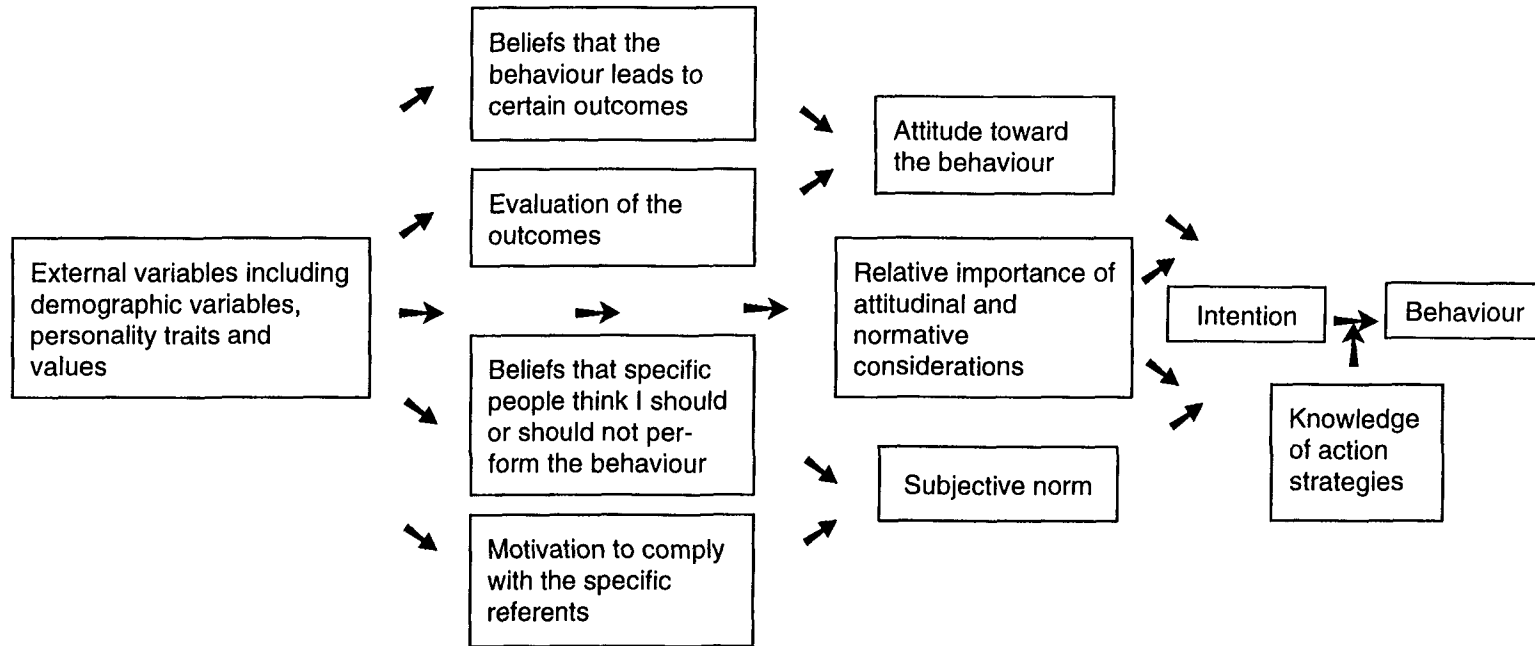 External variables including
demographic variables,
personality traits and
values
Beliefs that the
behaviour leads to
certain outcomes
Evaluation of the
outcomes
Beliefs that specific
people think I should
or should not per-
form the behaviour
Motivation to comply
with the specific
referents
Attitude toward
the behaviour
Relative importance of
attitudinal and
normative
considerations
Subjective norm
Intention
Behaviour
Knowledge
of action
strategies